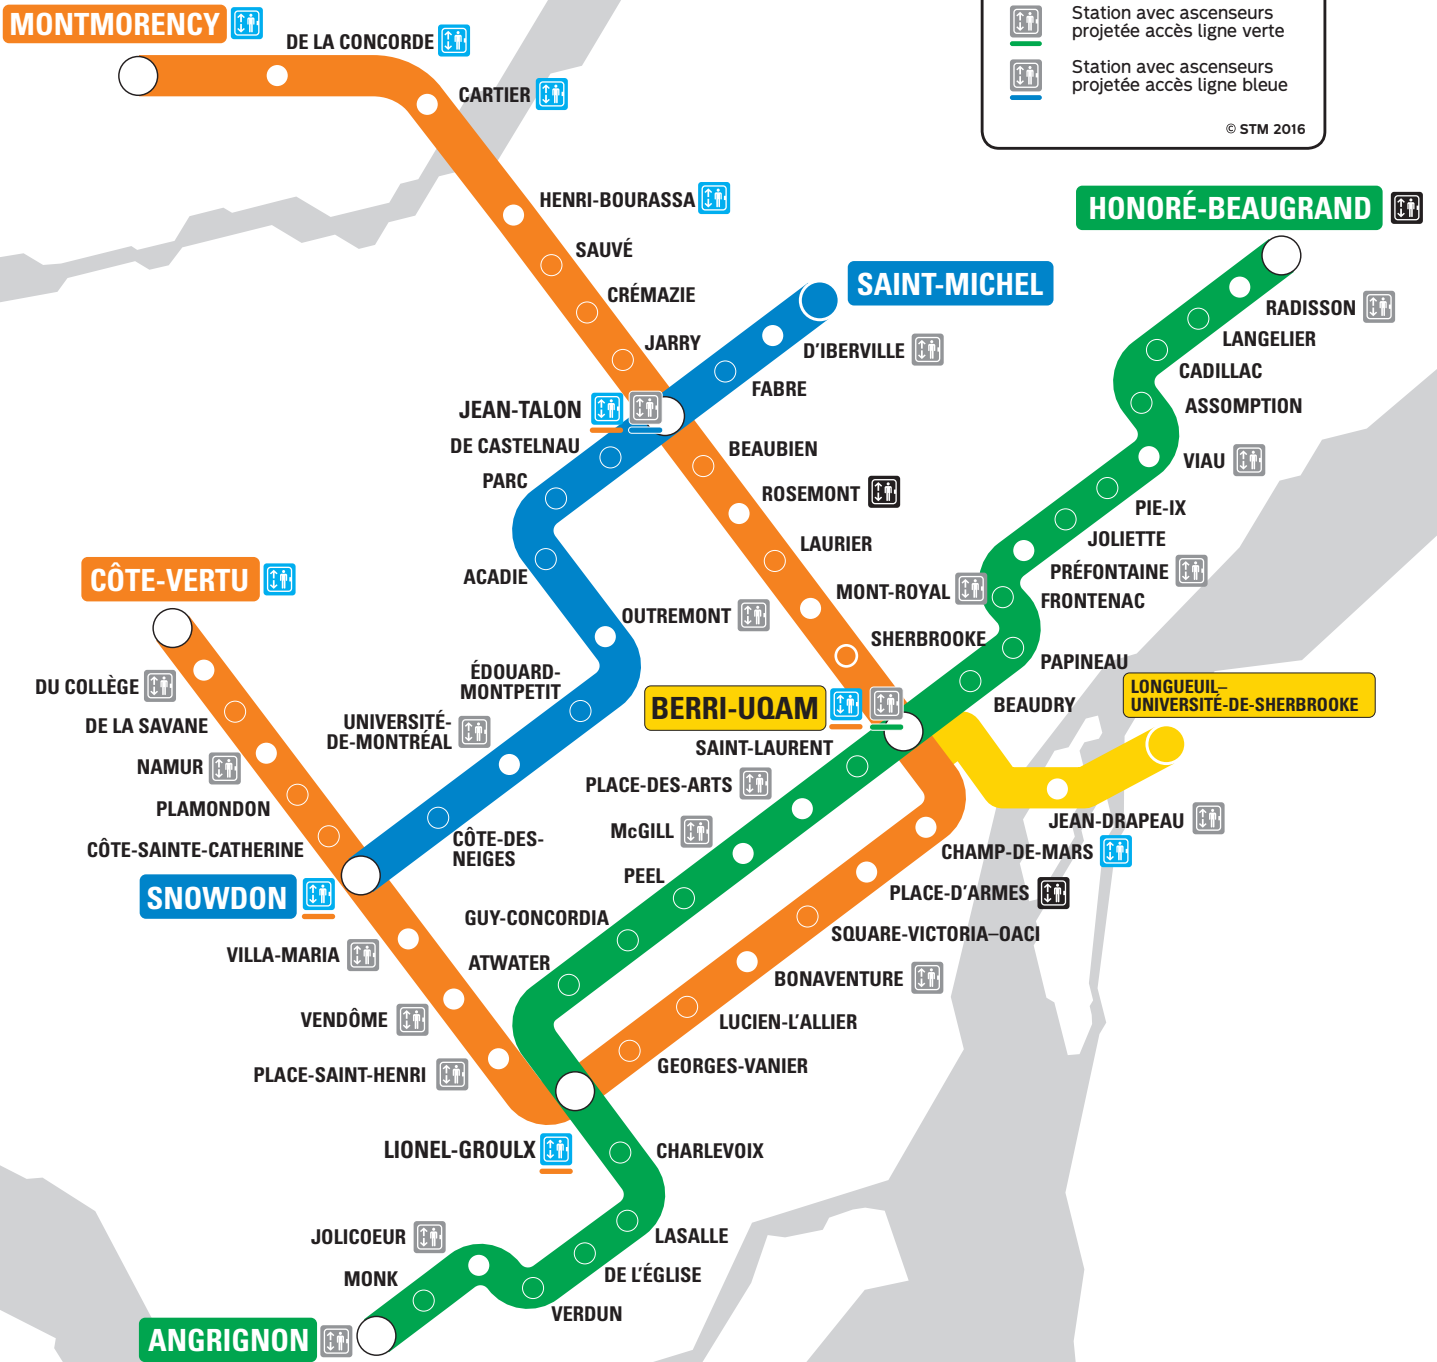 MONTMORENCY
DE LA CONCORDE
CARTIER
Station avec ascenseurs
projetée accès ligne verte
Station avec ascenseurs
projetée accès ligne bleue
© STM 2016
HENRI-BOURASSA
SAUVÉ
CRÉMAZIE
JARRY
HONORÉ-BEAUGRAND
SAINT-MICHEL
RADISSON
LANGELIER
D'IBERVILLE
CADILLAC
FABRE
ASSOMPTION
JEAN-TALON
DE CASTELNAU
BEAUBIEN
PARC
VIAU
ROSEMONT
PIE-IX
LAURIER
JOLIETTE
CÔTE-VERTU
ACADIE
PRÉFONTAINE
MONT-ROYAL
FRONTENAC
OUTREMONT
SHERBROOKE
PAPINEAU
DU COLLÈGE
ÉDOUARD-
MONTPETIT
BERRI-UQAM
BEAUDRY
LONGUEUIL–
UNIVERSITÉ-DE-SHERBROOKE
DE LA SAVANE
UNIVERSITÉ-
DE-MONTRÉAL
SAINT-LAURENT
NAMUR
PLACE-DES-ARTS
PLAMONDON
JEAN-DRAPEAU
McGILL
CÔTE-SAINTE-CATHERINE
CÔTE-DES-
NEIGES
CHAMP-DE-MARS
PEEL
SNOWDON
PLACE-D'ARMES
GUY-CONCORDIA
SQUARE-VICTORIA–OACI
VILLA-MARIA
ATWATER
BONAVENTURE
VENDÔME
LUCIEN-L'ALLIER
PLACE-SAINT-HENRI
GEORGES-VANIER
LIONEL-GROULX
CHARLEVOIX
JOLICOEUR
LASALLE
MONK
DE L'ÉGLISE
VERDUN
ANGRIGNON